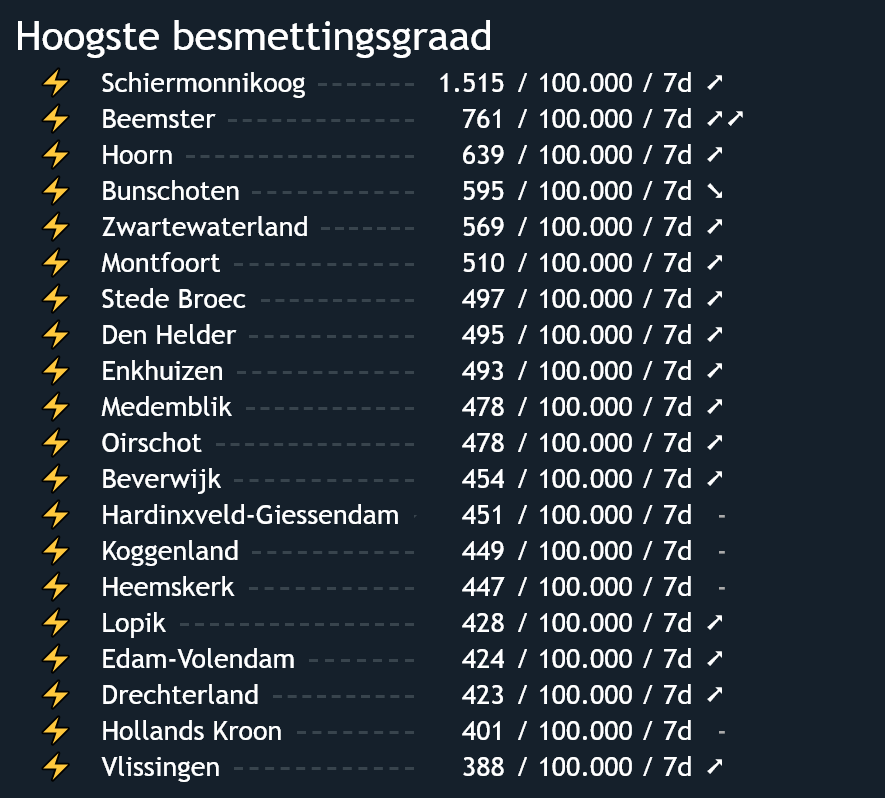 Hoogste besmettingsgraad
⚡ Schiermonnikoog ------ 1.515 / 100.000 / 7d ➚
⚡ Beemster ------------ 761 / 100.000 / 7d ➚➚
⚡ Hoorn --------------- 639 / 100.000 / 7d ➚
⚡ Bunschoten ---------- 595 / 100.000 / 7d ➘
⚡ Zwartewaterland ------ 569 / 100.000 / 7d ➚
⚡ Montfoort ----------- 510 / 100.000 / 7d ➚
⚡ Stede Broec ---------- 497 / 100.000 / 7d ➚
⚡ Den Helder ----------- 495 / 100.000 / 7d ➚
⚡ Enkhuizen ----------- 493 / 100.000 / 7d ➚
⚡ Medemblik ----------- 478 / 100.000 / 7d ➚
⚡ Oirschot ------------- 478 / 100.000 / 7d ➚
⚡ Beverwijk ------------ 454 / 100.000 / 7d ➚
⚡ Hardinxveld-Giessendam - 451 / 100.000 / 7d -
⚡ Koggenland ---------- 449 / 100.000 / 7d -
⚡ Heemskerk ----------- 447 / 100.000 / 7d -
⚡ Lopik --------------- 428 / 100.000 / 7d ➚
⚡ Edam-Volendam ------- 424 / 100.000 / 7d ➚
⚡ Drechterland --------- 423 / 100.000 / 7d ➚
⚡ Hollands Kroon ------- 401 / 100.000 / 7d -
⚡ Vlissingen ----------- 388 / 100.000 / 7d ➚